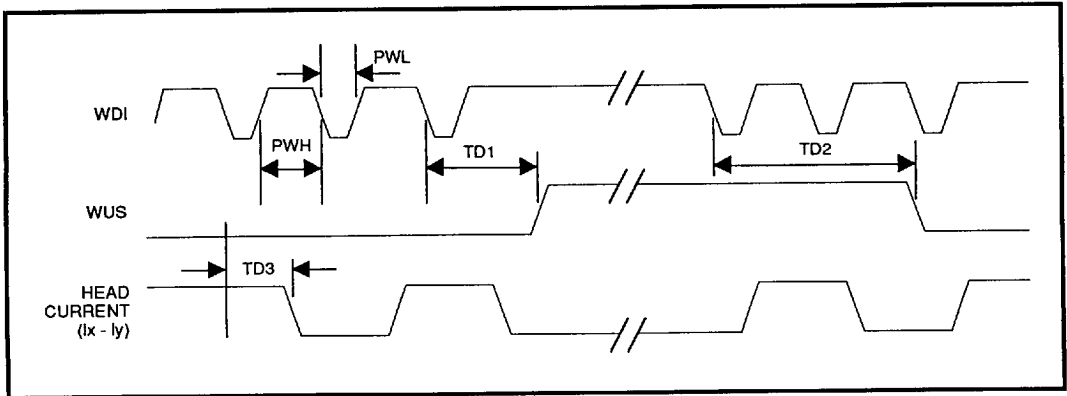 PWL
WDI
PWH
TD1
TD2
WUS
TD3
HEAD
CURRENT
(Ix - Iy)